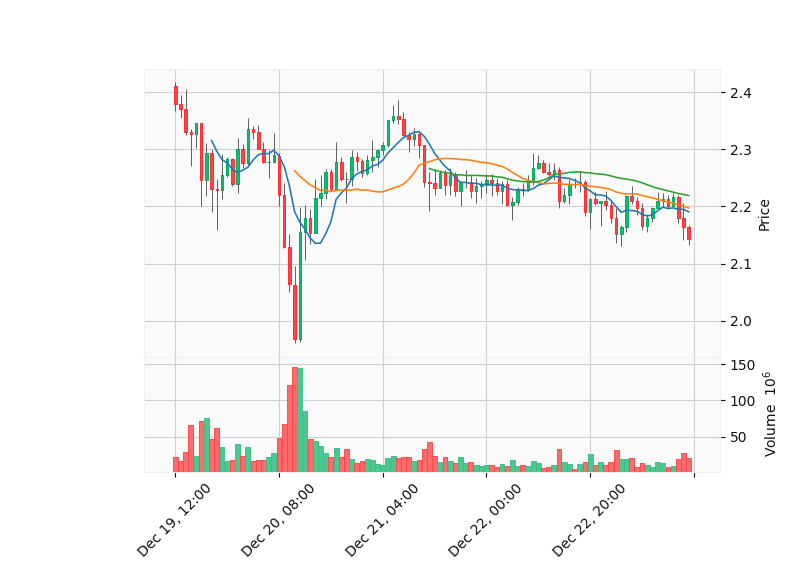 2.4
2.3
2.2
2.1
2.0
Price
150
100
50
Volume 10^6
Dec 19, 12:00
Dec 20, 08:00
Dec 21, 04:00
Dec 22, 00:00
Dec 22, 20:00